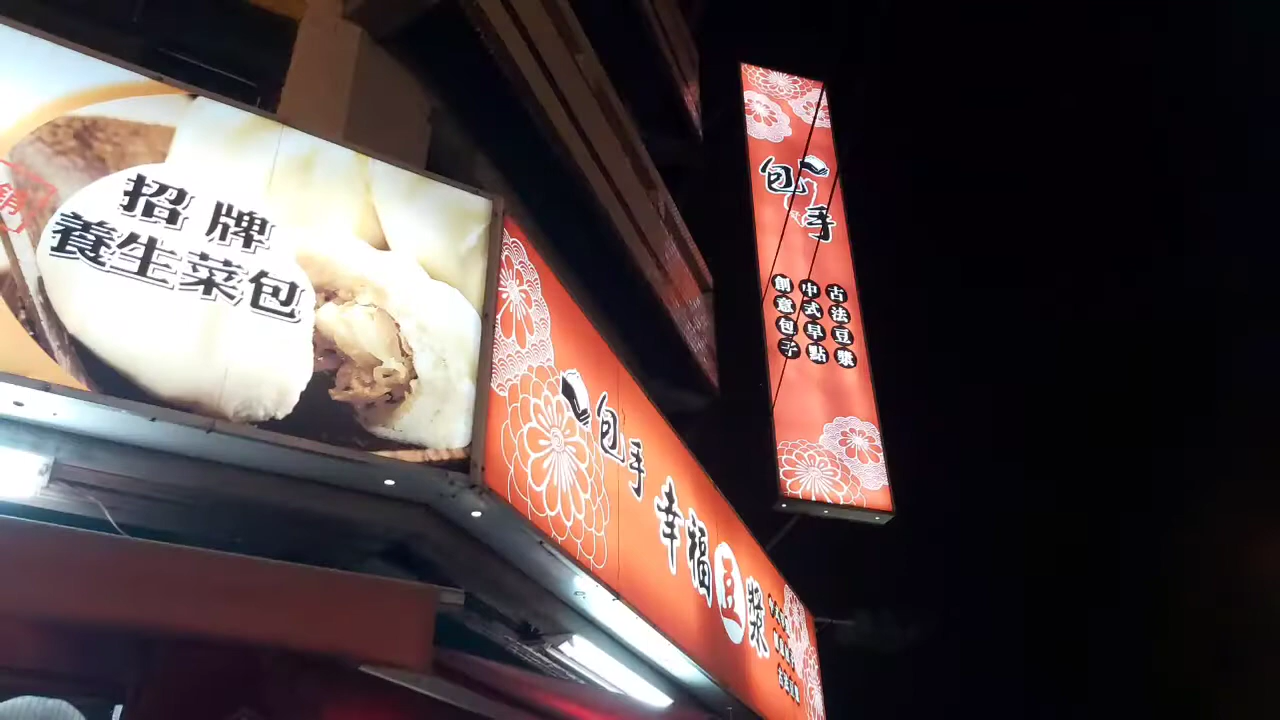 招牌
養生菜包
包手幸福豆漿
包手
古法豆漿
中式早點
創意包子